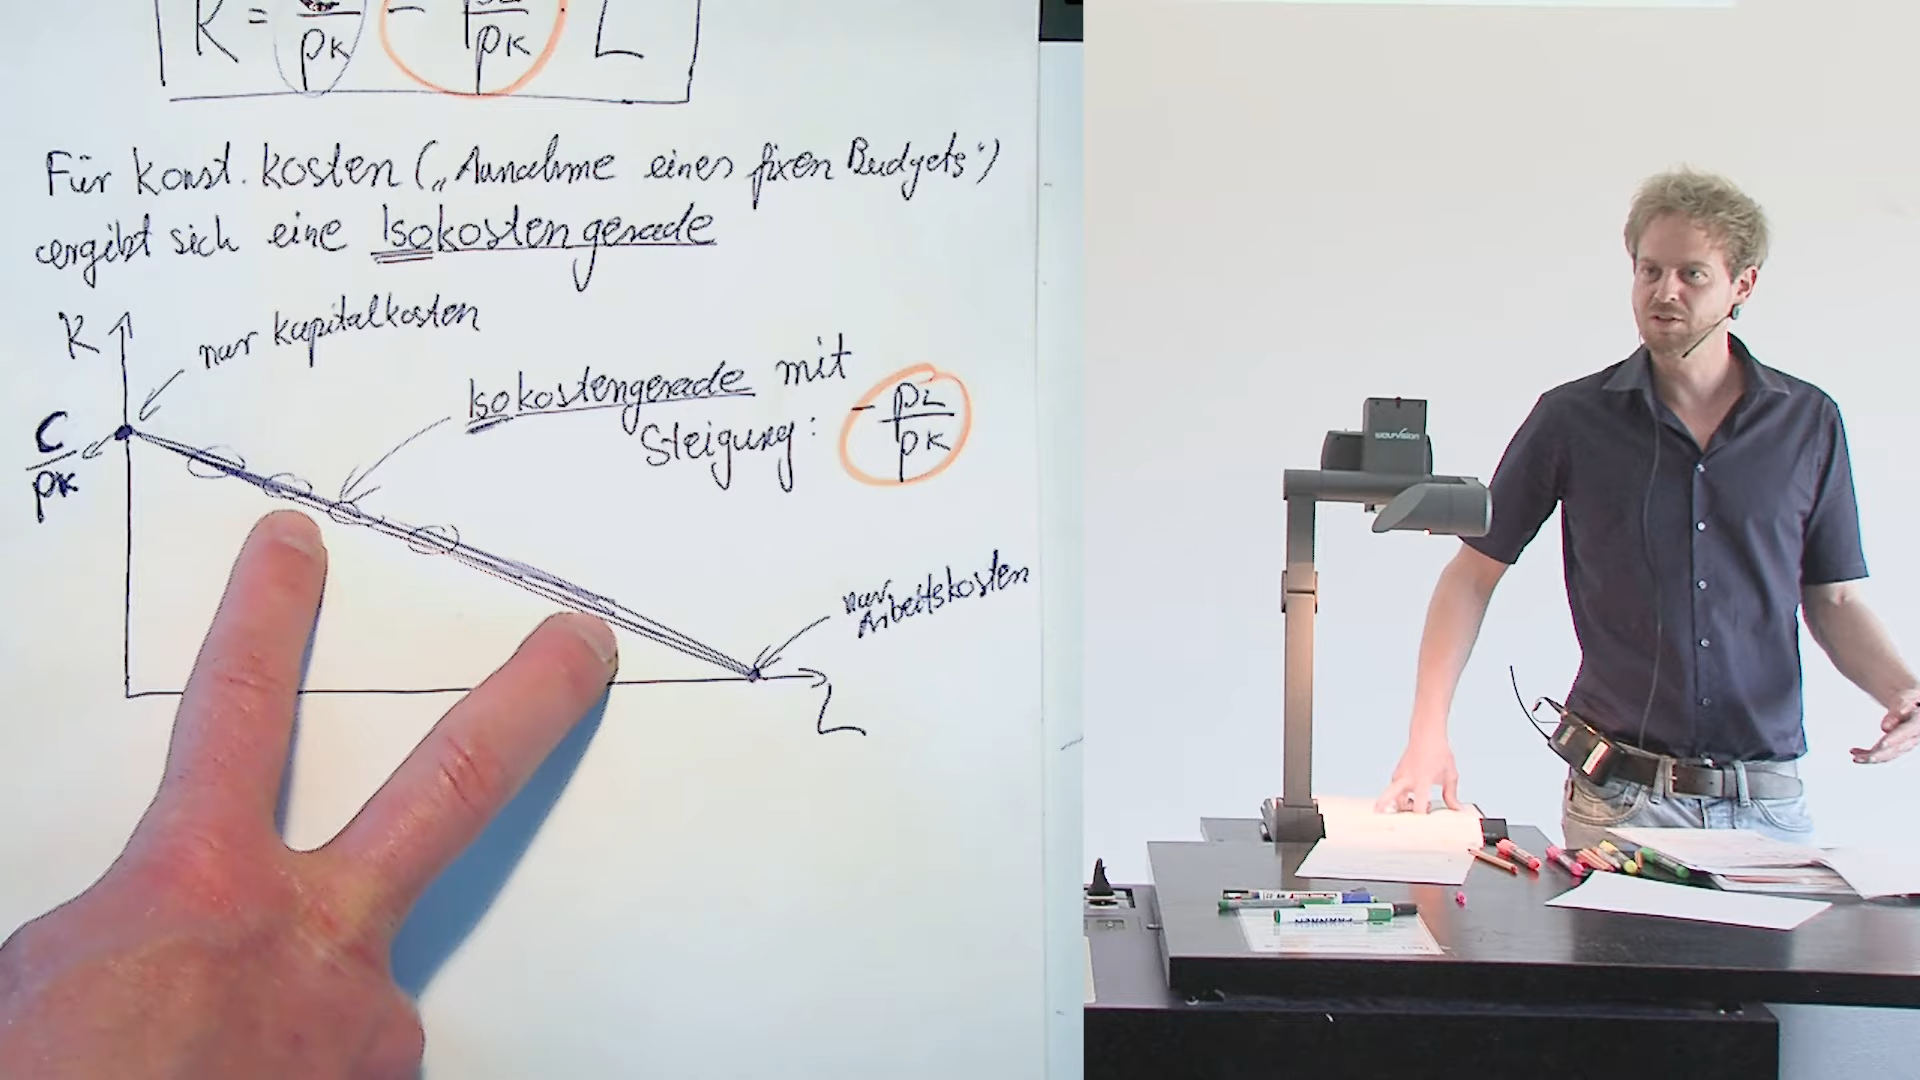 K = C/pK - pL/pK L
Für konst. Kosten („Annahme eines fixen Budgets")
ergibt sich eine Isokostengerade
K
nur Kapitalkosten
Isokostengerade mit
Steigung: - pL/pK
C/pK
nur
Arbeitskosten
L
wolfvision